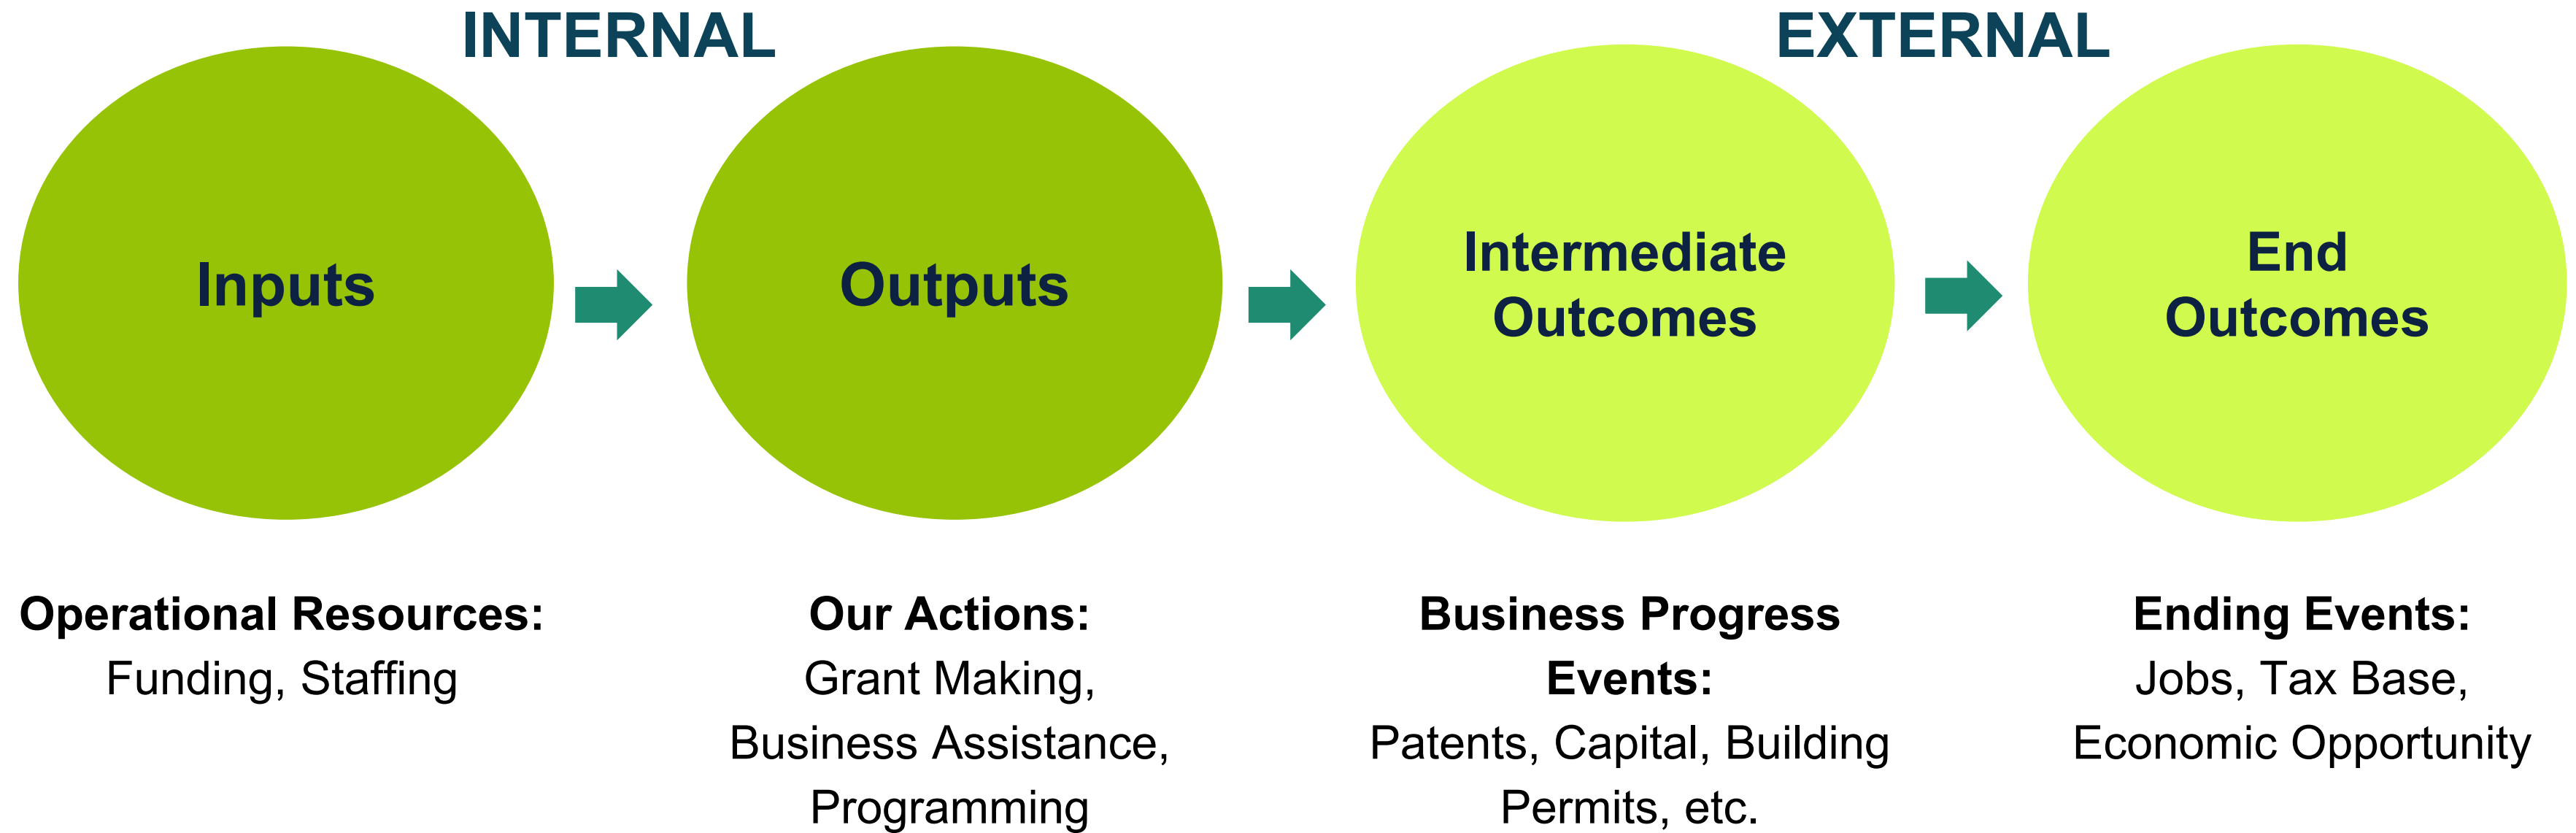 INTERNAL
EXTERNAL
Inputs
Outputs
Intermediate
Outcomes
End
Outcomes
Operational Resources:
Funding, Staffing
Our Actions:
Grant Making,
Business Assistance,
Programming
Business Progress
Events:
Patents, Capital, Building
Permits, etc.
Ending Events:
Jobs, Tax Base,
Economic Opportunity